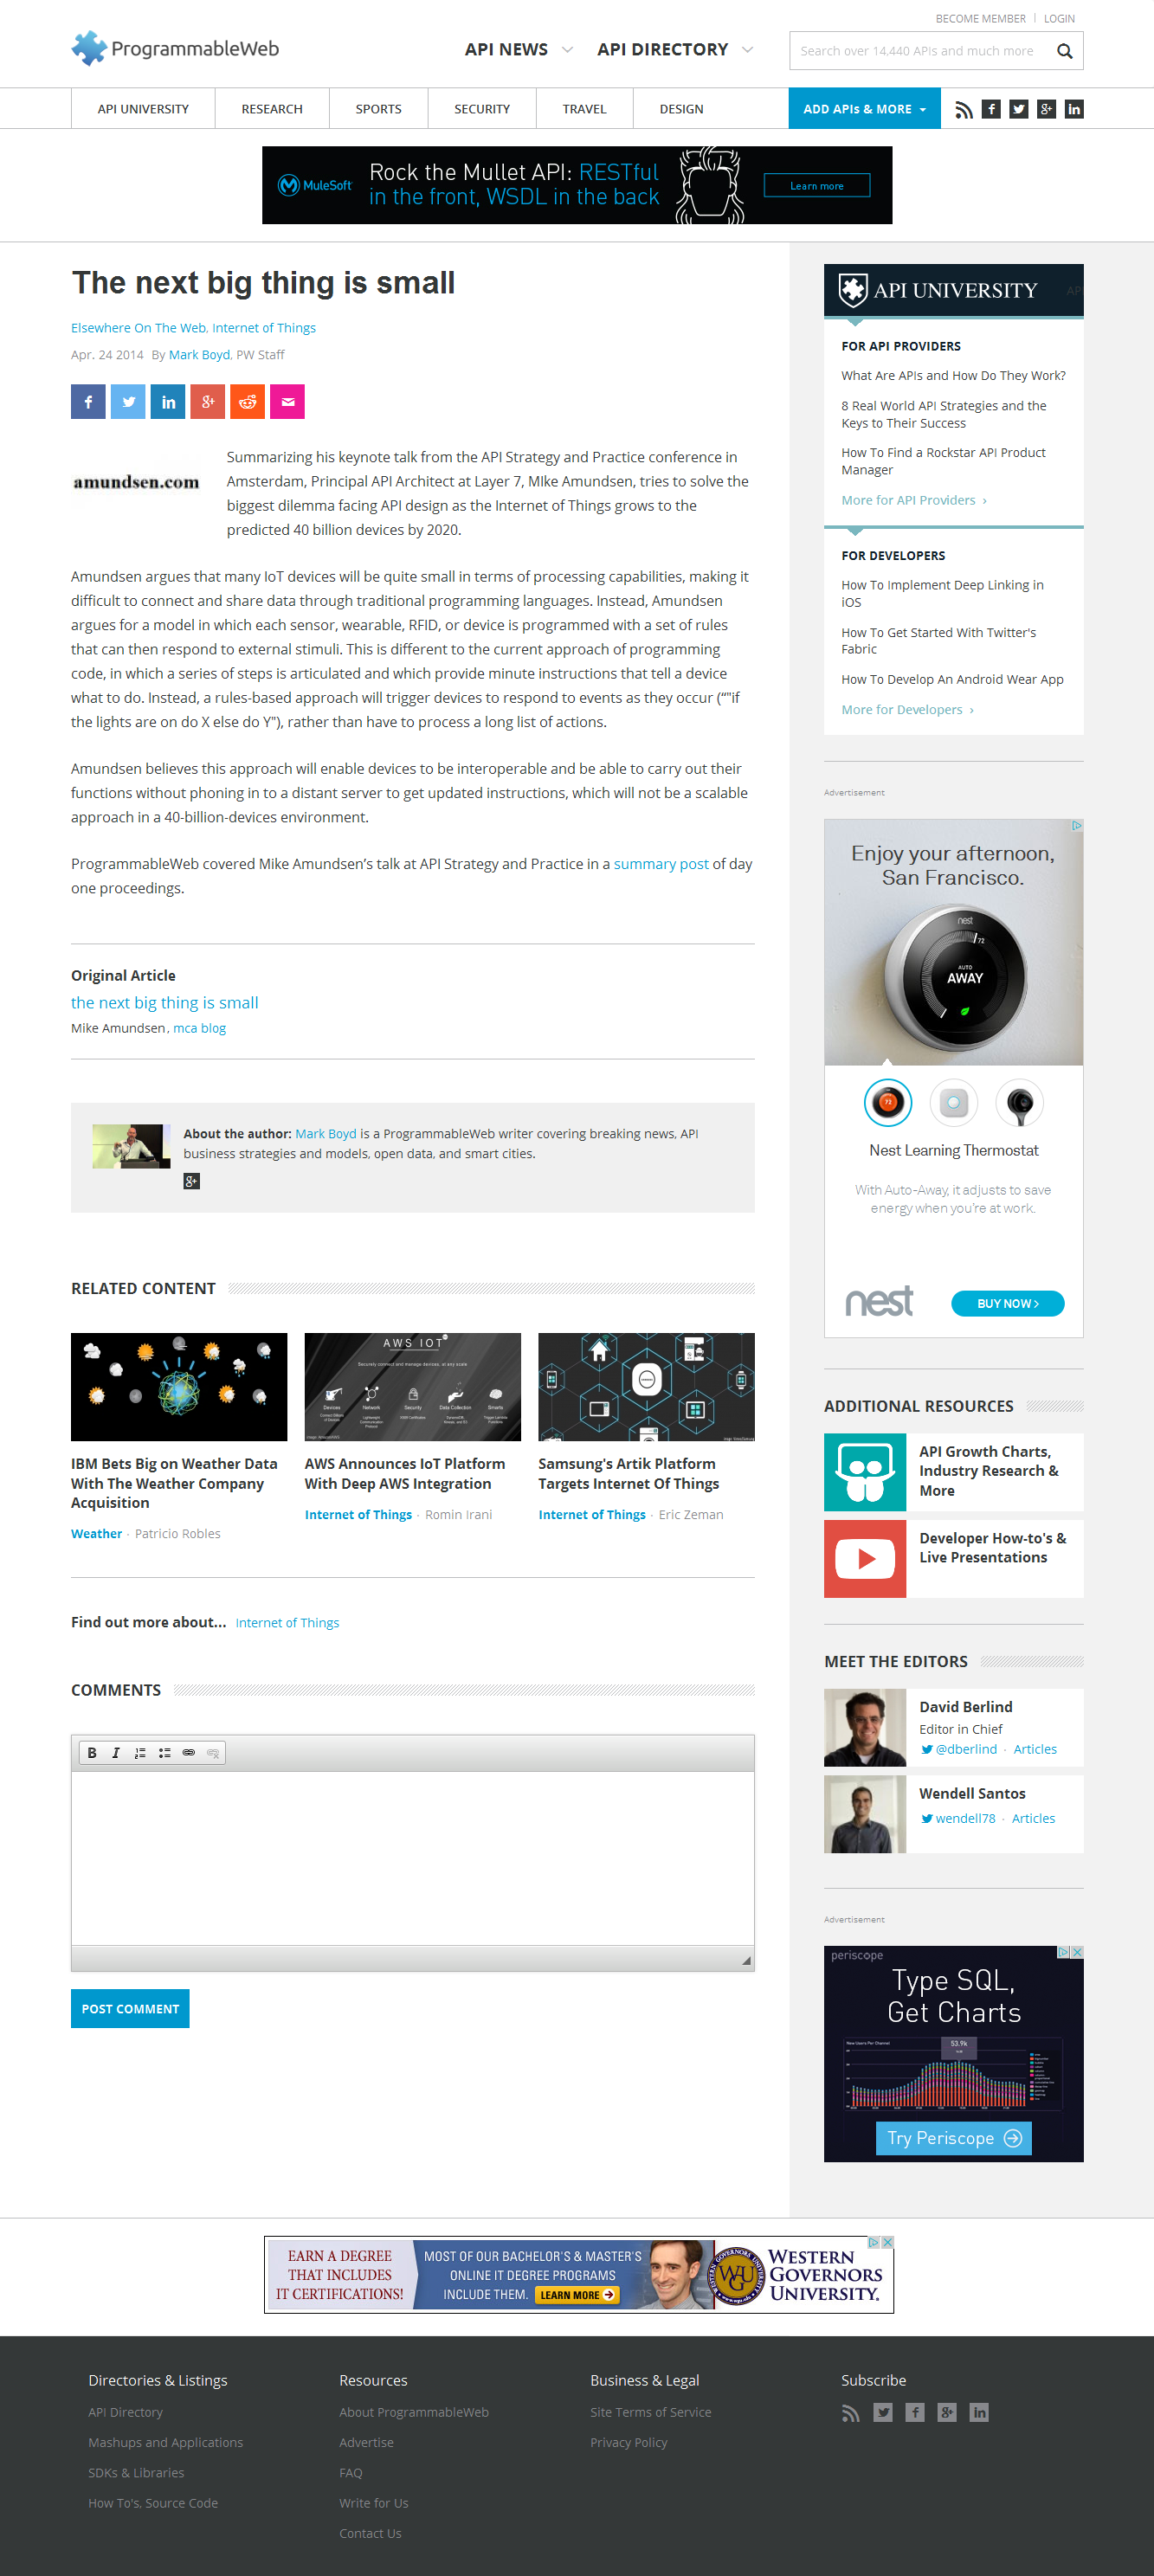 BECOME MEMBER | LOGIN
ProgrammableWeb
API NEWS
API DIRECTORY
Search over 14,440 APIs and much more
API UNIVERSITY
RESEARCH
SPORTS
SECURITY
TRAVEL
DESIGN
ADD APIs & MORE
MuleSoft
Rock the Mullet API: RESTful
in the front, WSDL in the back
Learn more
The next big thing is small
Elsewhere On The Web, Internet of Things
Apr. 24 2014 By Mark Boyd, PW Staff
amundsen.com
Summarizing his keynote talk from the API Strategy and Practice conference in
Amsterdam, Principal API Architect at Layer 7, MIke Amundsen, tries to solve the
biggest dilemma facing API design as the Internet of Things grows to the
predicted 40 billion devices by 2020.
Amundsen argues that many IoT devices will be quite small in terms of processing capabilities, making it
difficult to connect and share data through traditional programming languages. Instead, Amundsen
argues for a model in which each sensor, wearable, RFID, or device is programmed with a set of rules
that can then respond to external stimuli. This is different to the current approach of programming
code, in which a series of steps is articulated and which provide minute instructions that tell a device
what to do. Instead, a rules-based approach will trigger devices to respond to events as they occur (“"if
the lights are on do X else do Y"), rather than have to process a long list of actions.
Amundsen believes this approach will enable devices to be interoperable and be able to carry out their
functions without phoning in to a distant server to get updated instructions, which will not be a scalable
approach in a 40-billion-devices environment.
ProgrammableWeb covered Mike Amundsen’s talk at API Strategy and Practice in a summary post of day
one proceedings.
Original Article
the next big thing is small
Mike Amundsen, mca blog
About the author: Mark Boyd is a ProgrammableWeb writer covering breaking news, API
business strategies and models, open data, and smart cities.
RELATED CONTENT
AWS IOT
Securely connect and manage devices, at any scale
Devices
Network
Security
Data Collection
Smarts
IBM Bets Big on Weather Data
With The Weather Company
Acquisition
Weather · Patricio Robles
AWS Announces IoT Platform
With Deep AWS Integration
Internet of Things · Romin Irani
Samsung's Artik Platform
Targets Internet Of Things
Internet of Things · Eric Zeman
Find out more about... Internet of Things
COMMENTS
POST COMMENT
API UNIVERSITY
FOR API PROVIDERS
What Are APIs and How Do They Work?
8 Real World API Strategies and the
Keys to Their Success
How To Find a Rockstar API Product
Manager
More for API Providers ›
FOR DEVELOPERS
How To Implement Deep Linking in
iOS
How To Get Started With Twitter's
Fabric
How To Develop An Android Wear App
More for Developers ›
Advertisement
Enjoy your afternoon,
San Francisco.
nest
72
AUTO
AWAY
72
Nest Learning Thermostat
With Auto-Away, it adjusts to save
energy when you're at work.
nest
BUY NOW >
ADDITIONAL RESOURCES
API Growth Charts,
Industry Research &
More
Developer How-to's &
Live Presentations
MEET THE EDITORS
David Berlind
Editor in Chief
@dberlind · Articles
Wendell Santos
wendell78 · Articles
Advertisement
periscope
Type SQL,
Get Charts
New Users Per Channel
53.9k
Try Periscope
EARN A DEGREE
THAT INCLUDES
IT CERTIFICATIONS!
MOST OF OUR BACHELOR'S & MASTER'S
ONLINE IT DEGREE PROGRAMS
INCLUDE THEM.
LEARN MORE
WGU
WESTERN
GOVERNORS
UNIVERSITY.
Directories & Listings
API Directory
Mashups and Applications
SDKs & Libraries
How To's, Source Code
Resources
About ProgrammableWeb
Advertise
FAQ
Write for Us
Contact Us
Business & Legal
Site Terms of Service
Privacy Policy
Subscribe